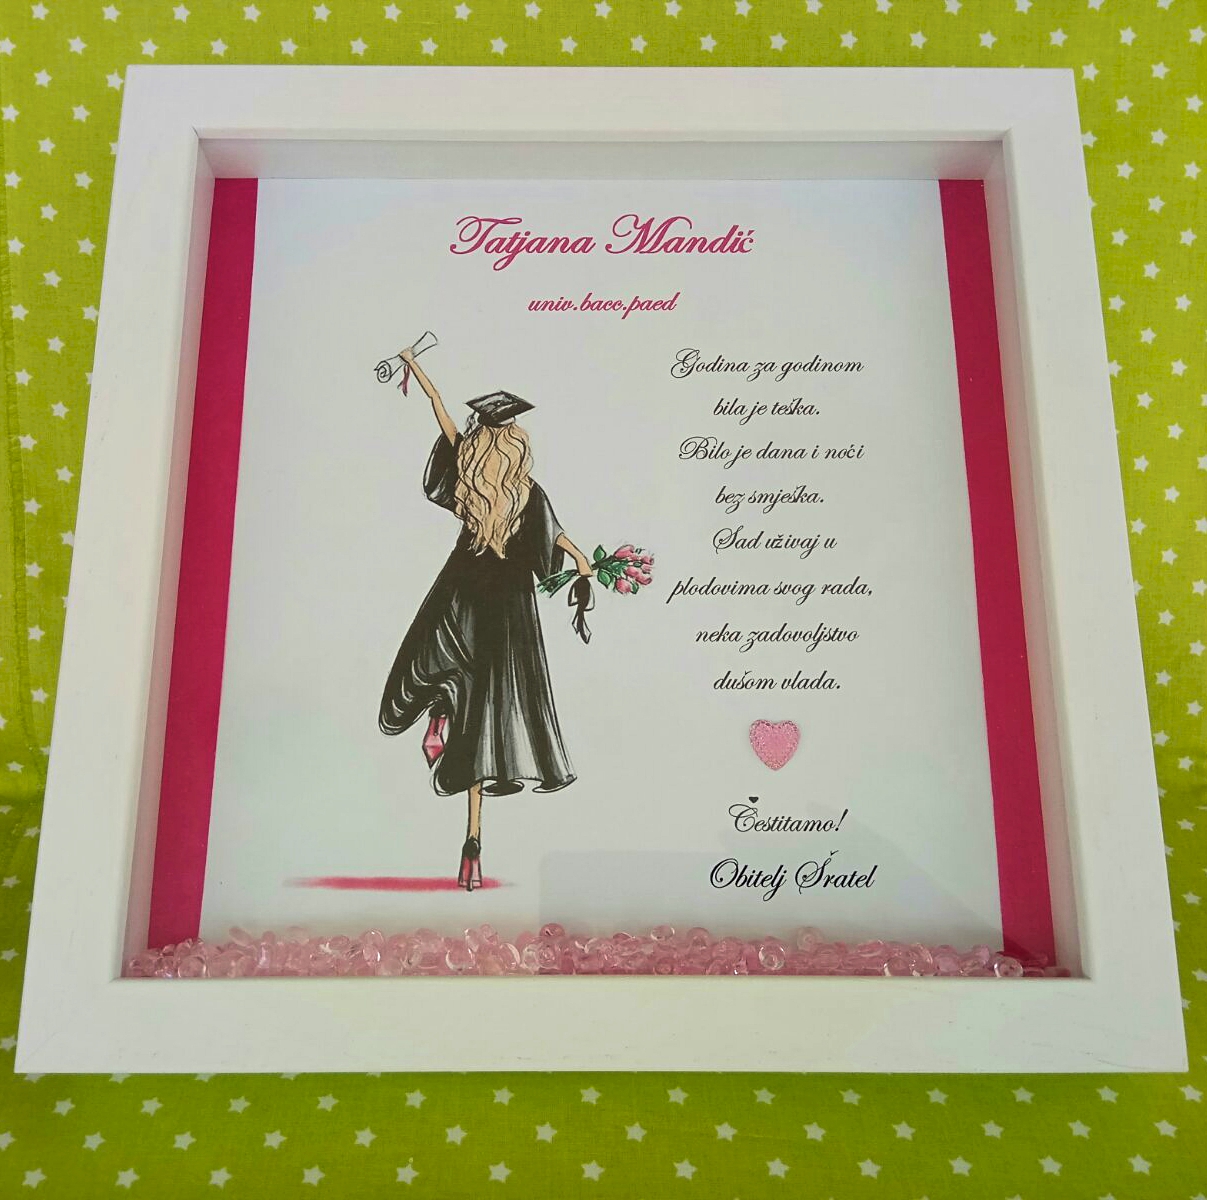 Tatjana Mandić
univ.bacc.paed
Godina za godinom
bila je teška.
Bilo je dana i noći
bez smješka.
Sad uživaj u
plodovima svog rada,
neka zadovoljstvo
dušom vlada.
Čestitamo!
Obitelj Šratel